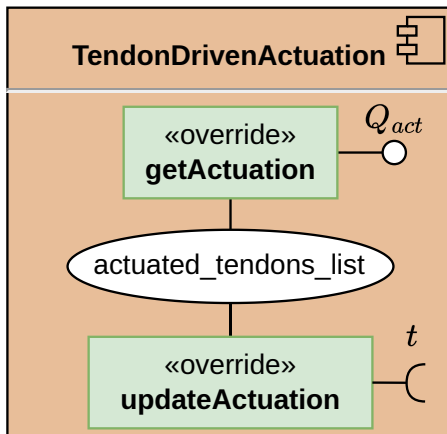 TendonDrivenActuation
«override»
getActuation
Q_act
actuated_tendons_list
«override»
updateActuation
t